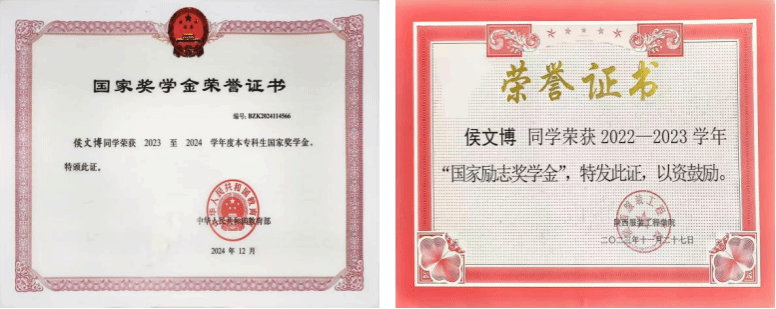 国家奖学金荣誉证书
编号: BZK2024114566
侯文博同学荣获 2023 至 2024 学年度本专科生国家奖学金,
特颁此证。
中华人民共和国教育部
2024 年 12 月
荣誉证书
侯文博 同学荣获 2022—2023 学年
“国家励志奖学金”, 特发此证, 以资鼓励。
陕西服装工程学院
二〇二三年十一月二十七日